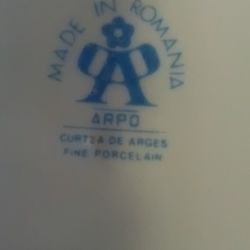 MADE IN ROMANIA
ARPO
CURTEA DE ARGES
FINE PORCELAIN